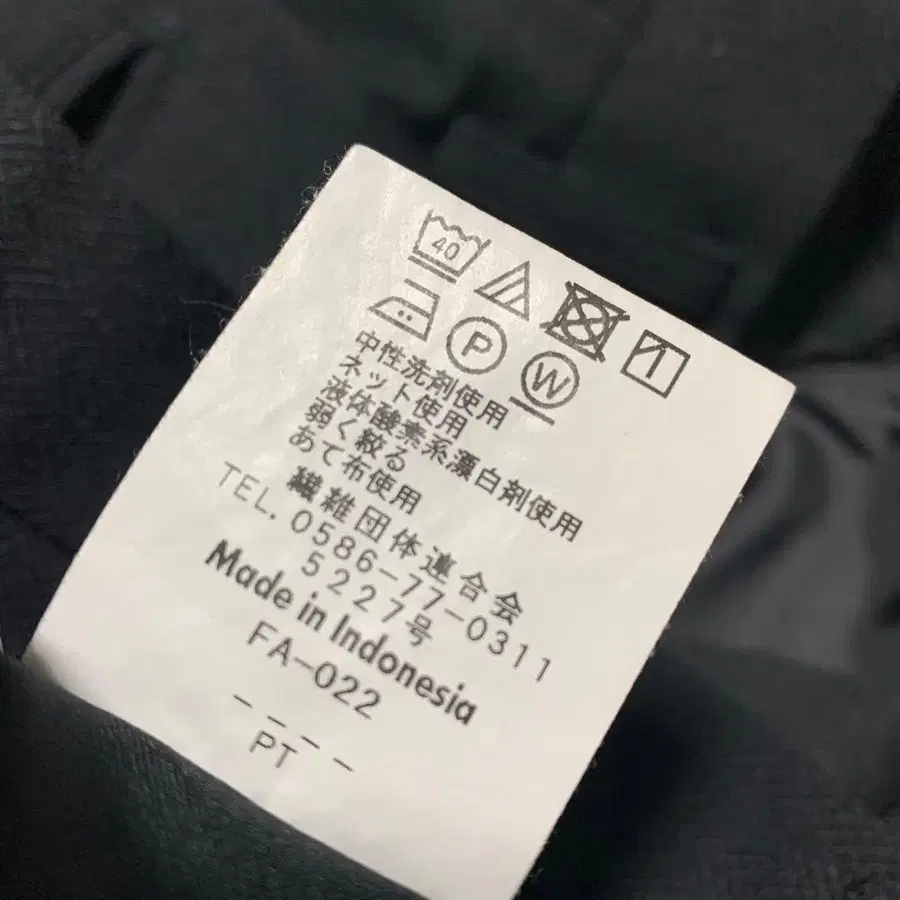 40
P W
中性洗剤使用
ネット使用
液体酸素系漂白剤使用
弱く絞る
あて布使用
繊維団体連合会
TEL.0586-77-0311
5227号
Made in Indonesia
FA-022
----
PT